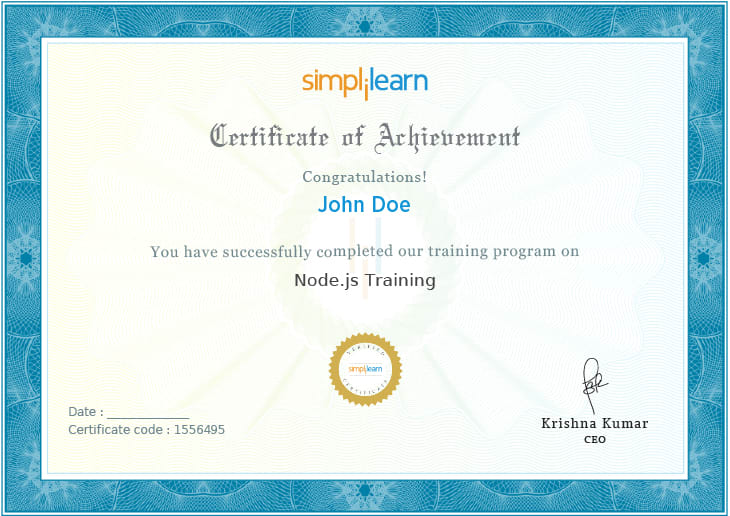 simplilearn
Certificate of Achievement
Congratulations!
John Doe
You have successfully completed our training program on
Node.js Training
CERTIFIED
simplilearn
CERTIFICATE
Date : ______________
Certificate code : 1556495
Krishna Kumar
CEO